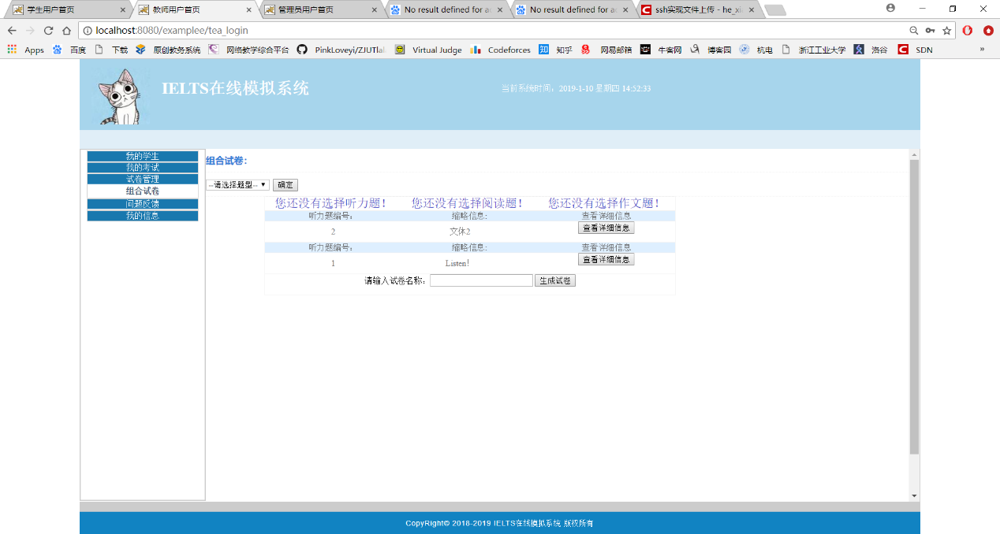 学生用户首页 教师用户首页 管理员用户首页 No result defined for ac No result defined for ac ssh实现文件上传 - he_xi
localhost:8080/examplee/tea_login
Apps 百度 下载 原创教务系统 网络教学综合平台 PinkLoveyi/ZJUTlal Virtual Judge Codeforces 知乎 网易邮箱 牛客网 博客园 杭电 浙江工业大学 洛谷 SDN »
IELTS在线模拟系统
当前系统时间：2019-1-10 星期四 14:52:33
我的学生
我的考试
试卷管理
组合试卷
问题反馈
我的信息
组合试卷：
--请选择题型-- 确定
您还没有选择听力题！ 您还没有选择阅读题！ 您还没有选择作文题！
听力题编号： 缩略信息: 查看详细信息
2 文体2 查看详细信息
听力题编号： 缩略信息: 查看详细信息
1 Listen！ 查看详细信息
请输入试卷名称： 生成试卷
CopyRight© 2018-2019 IELTS在线模拟系统 版权所有